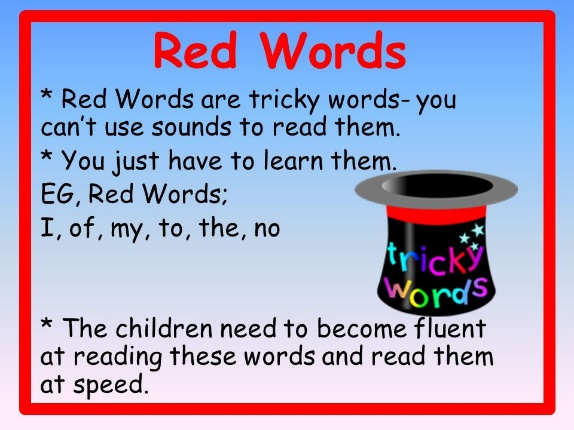 Red Words
* Red Words are tricky words- you
can't use sounds to read them.
* You just have to learn them.
EG, Red Words;
I, of, my, to, the, no
tricky
words
* The children need to become fluent
at reading these words and read them
at speed.